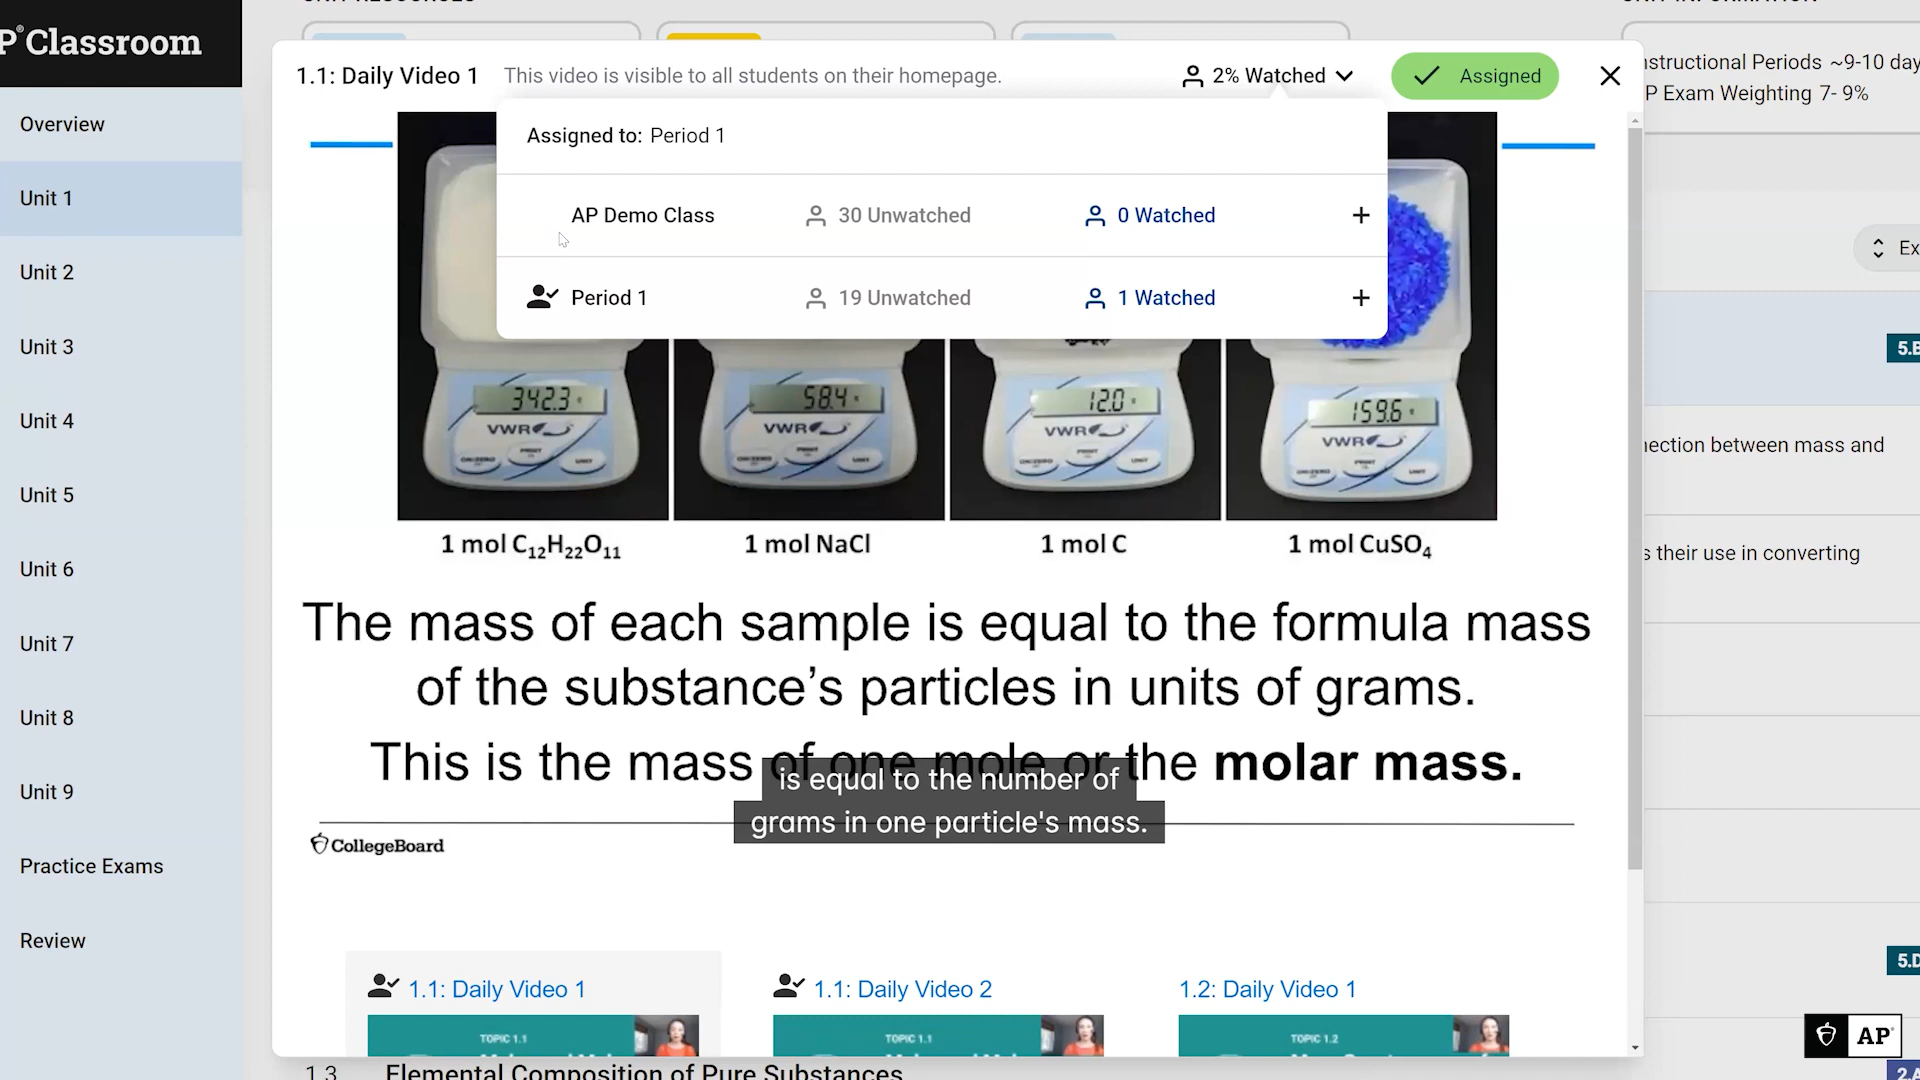 P Classroom
Overview
Unit 1
Unit 2
Unit 3
Unit 4
Unit 5
Unit 6
Unit 7
Unit 8
Unit 9
Practice Exams
Review
1.1: Daily Video 1
This video is visible to all students on their homepage.
2% Watched
Assigned
Assigned to: Period 1
AP Demo Class
30 Unwatched
0 Watched
+
Period 1
19 Unwatched
1 Watched
+
342.3
58.4
12.0
159.6
VWR
VWR
VWR
VWR
1 mol C₁₂H₂₂O₁₁
1 mol NaCl
1 mol C
1 mol CuSO₄
The mass of each sample is equal to the formula mass
of the substance’s particles in units of grams.
This is the mass of one mole or the molar mass.
is equal to the number of
grams in one particle's mass.
CollegeBoard
1.1: Daily Video 1
1.1: Daily Video 2
1.2: Daily Video 1
TOPIC 1.1
TOPIC 1.1
TOPIC 1.2
1.3 Elemental Composition of Pure Substances
nstructional Periods ~9-10 day
P Exam Weighting 7- 9%
Ex
5.B
nection between mass and
s their use in converting
5.D
AP
2.A